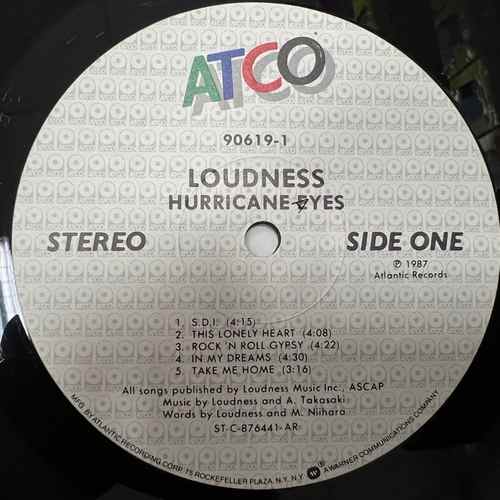 ATCO
90619-1
LOUDNESS
HURRICANE EYES
STEREO
SIDE ONE
℗ 1987
Atlantic Records
1. S.D.I. (4:15)
2. THIS LONELY HEART (4:08)
3. ROCK 'N ROLL GYPSY (4:22)
4. IN MY DREAMS (4:30)
5. TAKE ME HOME (3:16)
All songs published by Loudness Music Inc., ASCAP
Music by Loudness and A. Takasaki
Words by Loudness and M. Niihara
ST-C-876441-AR
MFG. BY ATLANTIC RECORDING CORP. 75 ROCKEFELLER PLAZA, N.Y. N.Y. A WARNER COMMUNICATIONS COMPANY